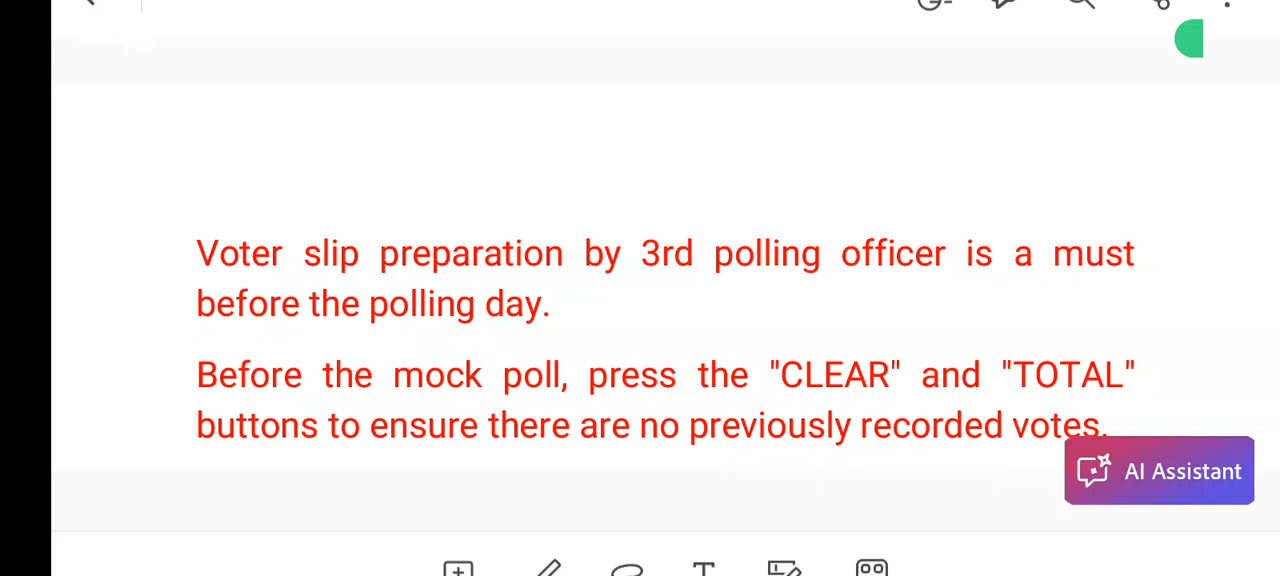 Voter slip preparation by 3rd polling officer is a must
before the polling day.
Before the mock poll, press the "CLEAR" and "TOTAL"
buttons to ensure there are no previously recorded votes.
AI Assistant